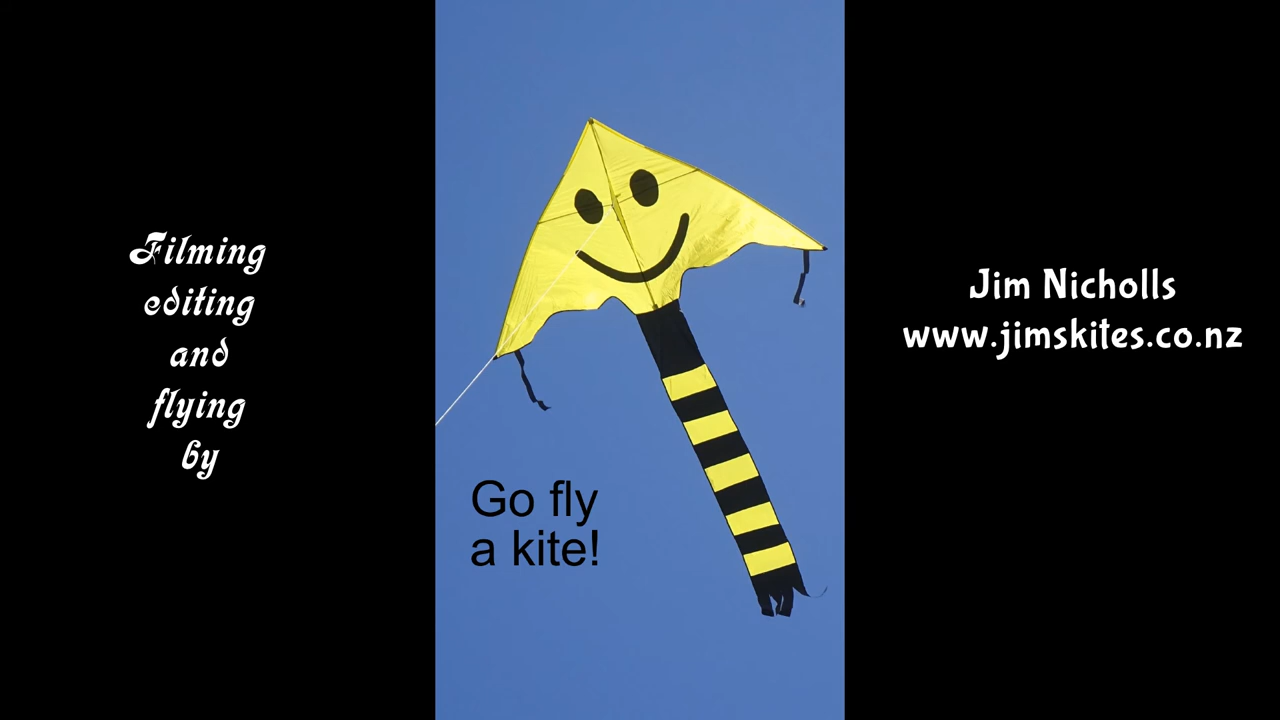 Filming
editing
and
flying
by
Go fly
a kite!
Jim Nicholls
www.jimskites.co.nz